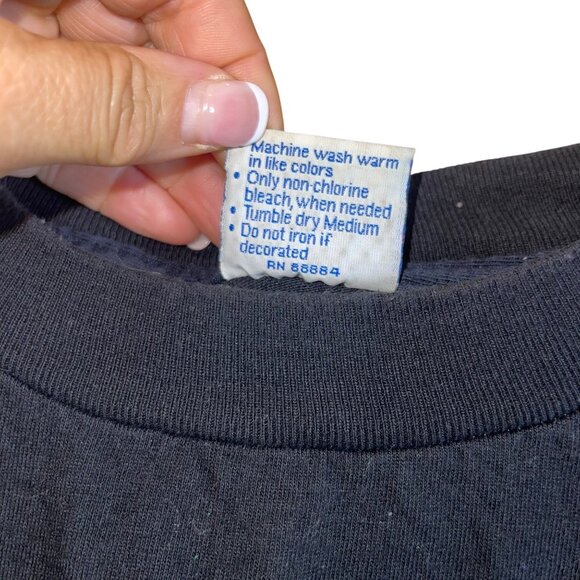 Machine wash warm
in like colors
• Only non-chlorine
bleach, when needed
• Tumble dry Medium
• Do not iron if
decorated
RN 88884